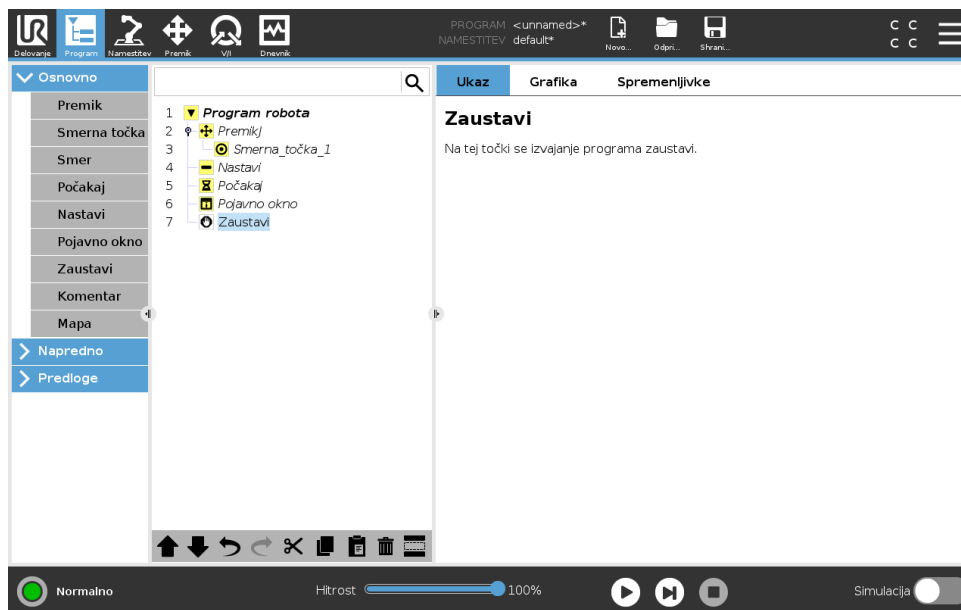 UR
PROGRAM <unnamed>*
NAMESTITEV default*
Delovanje Program Namestitev Premik V/I Dnevnik
Novo... Odpri... Shrani...
C C
C C
Osnovno
Premik
Smerna točka
Smer
Počakaj
Nastavi
Pojavno okno
Zaustavi
Komentar
Mapa
Napredno
Predloge
1 Program robota
2 PremikJ
3 Smerna_točka_1
4 Nastavi
5 Počakaj
6 Pojavno okno
7 Zaustavi
Ukaz Grafika Spremenljivke
Zaustavi
Na tej točki se izvajanje programa zaustavi.
Normalno
Hitrost 100%
Simulacija